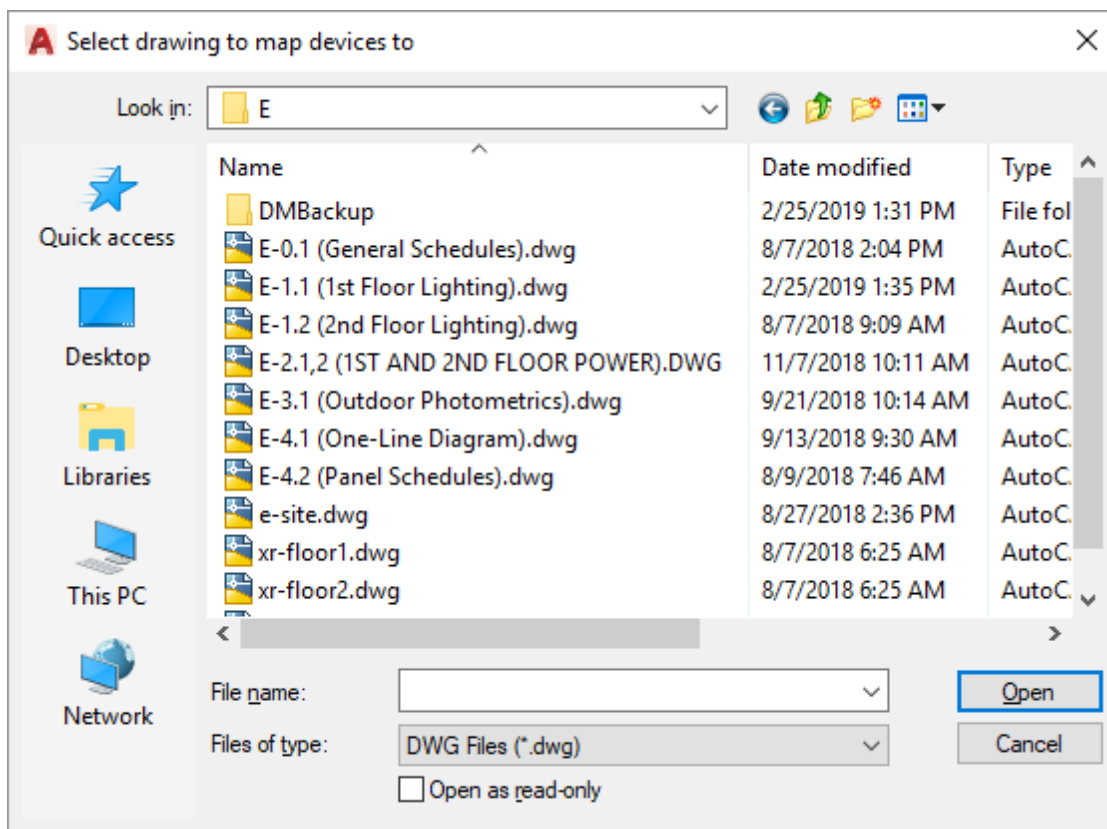 Select drawing to map devices to
Look in: E
Name Date modified Type
DMBackup 2/25/2019 1:31 PM File fol
E-0.1 (General Schedules).dwg 8/7/2018 2:04 PM AutoC.
E-1.1 (1st Floor Lighting).dwg 2/25/2019 1:35 PM AutoC.
E-1.2 (2nd Floor Lighting).dwg 8/7/2018 9:09 AM AutoC.
E-2.1,2 (1ST AND 2ND FLOOR POWER).DWG 11/7/2018 10:11 AM AutoC.
E-3.1 (Outdoor Photometrics).dwg 9/21/2018 10:14 AM AutoC.
E-4.1 (One-Line Diagram).dwg 9/13/2018 9:30 AM AutoC.
E-4.2 (Panel Schedules).dwg 8/9/2018 7:46 AM AutoC.
e-site.dwg 8/27/2018 2:36 PM AutoC.
xr-floor1.dwg 8/7/2018 6:25 AM AutoC.
xr-floor2.dwg 8/7/2018 6:25 AM AutoC.
Quick access
Desktop
Libraries
This PC
Network
File name: Open
Files of type: DWG Files (*.dwg) Cancel
Open as read-only